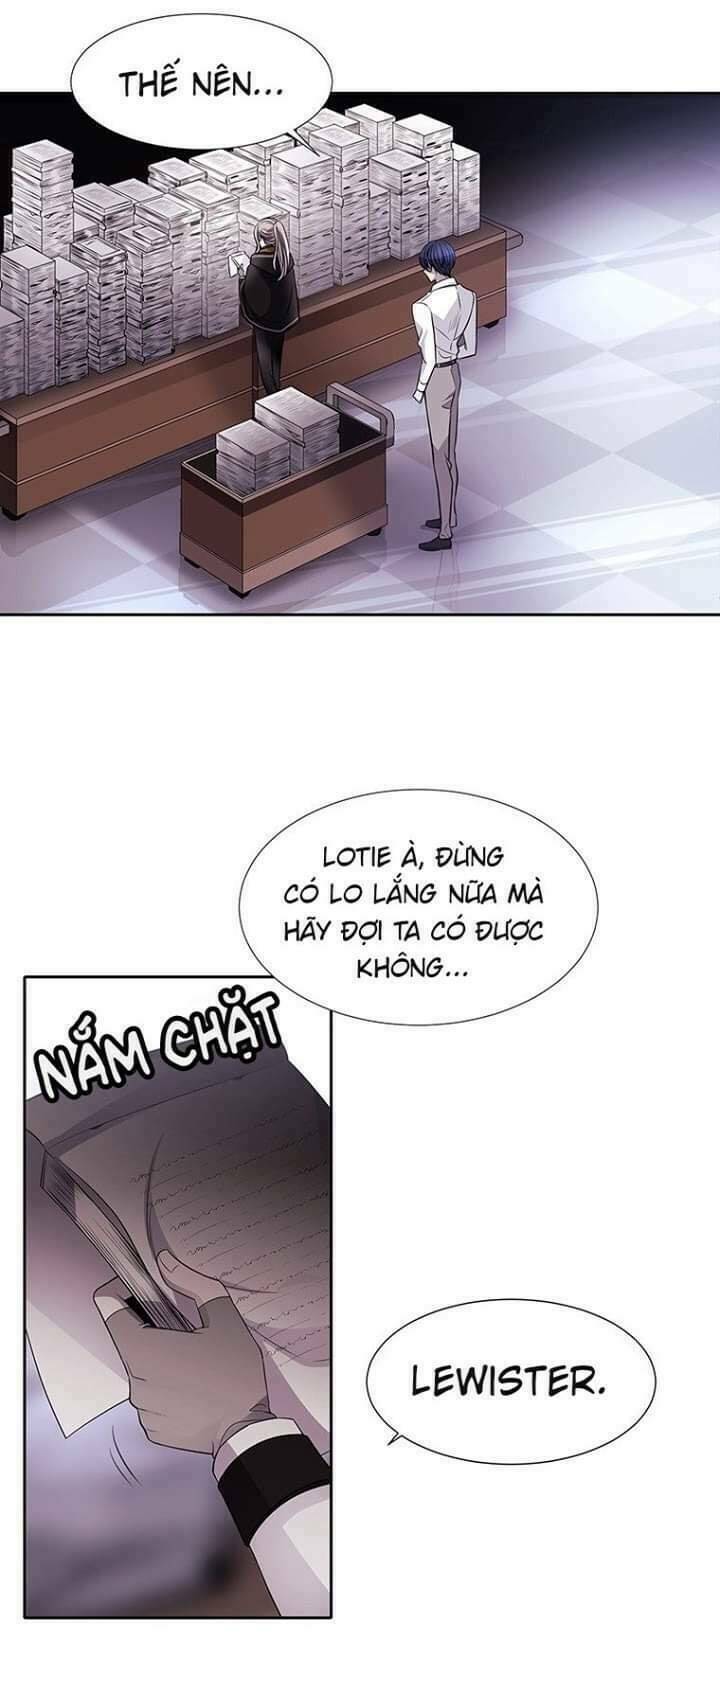 THẾ NÊN...
LOTIE À, ĐỪNG
CÓ LO LẮNG NỮA MÀ
HÃY ĐỢI TA CÓ ĐƯỢC
KHÔNG...
NẮM CHẶT
LEWISTER.